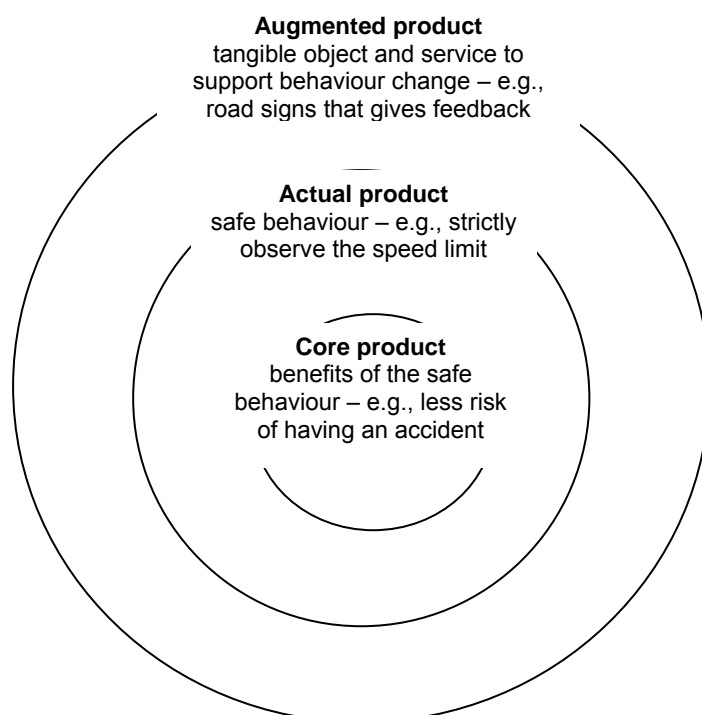 Augmented product
tangible object and service to
support behaviour change – e.g.,
road signs that gives feedback
Actual product
safe behaviour – e.g., strictly
observe the speed limit
Core product
benefits of the safe
behaviour – e.g., less risk
of having an accident